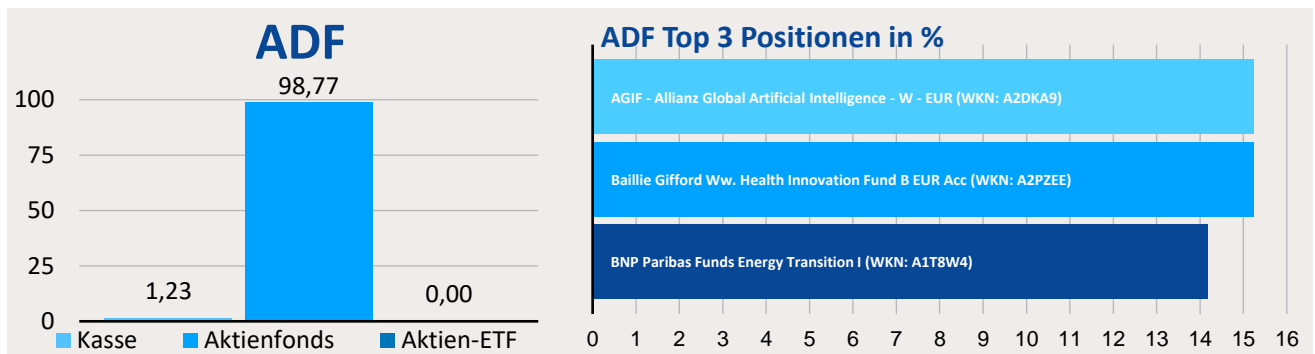 ADF
98,77
100
75
50
25
1,23
0,00
0
Kasse Aktienfonds Aktien-ETF
ADF Top 3 Positionen in %
AGIF - Allianz Global Artificial Intelligence - W - EUR (WKN: A2DKA9)
Baillie Gifford Ww. Health Innovation Fund B EUR Acc (WKN: A2PZEE)
BNP Paribas Funds Energy Transition I (WKN: A1T8W4)
0 1 2 3 4 5 6 7 8 9 10 11 12 13 14 15 16